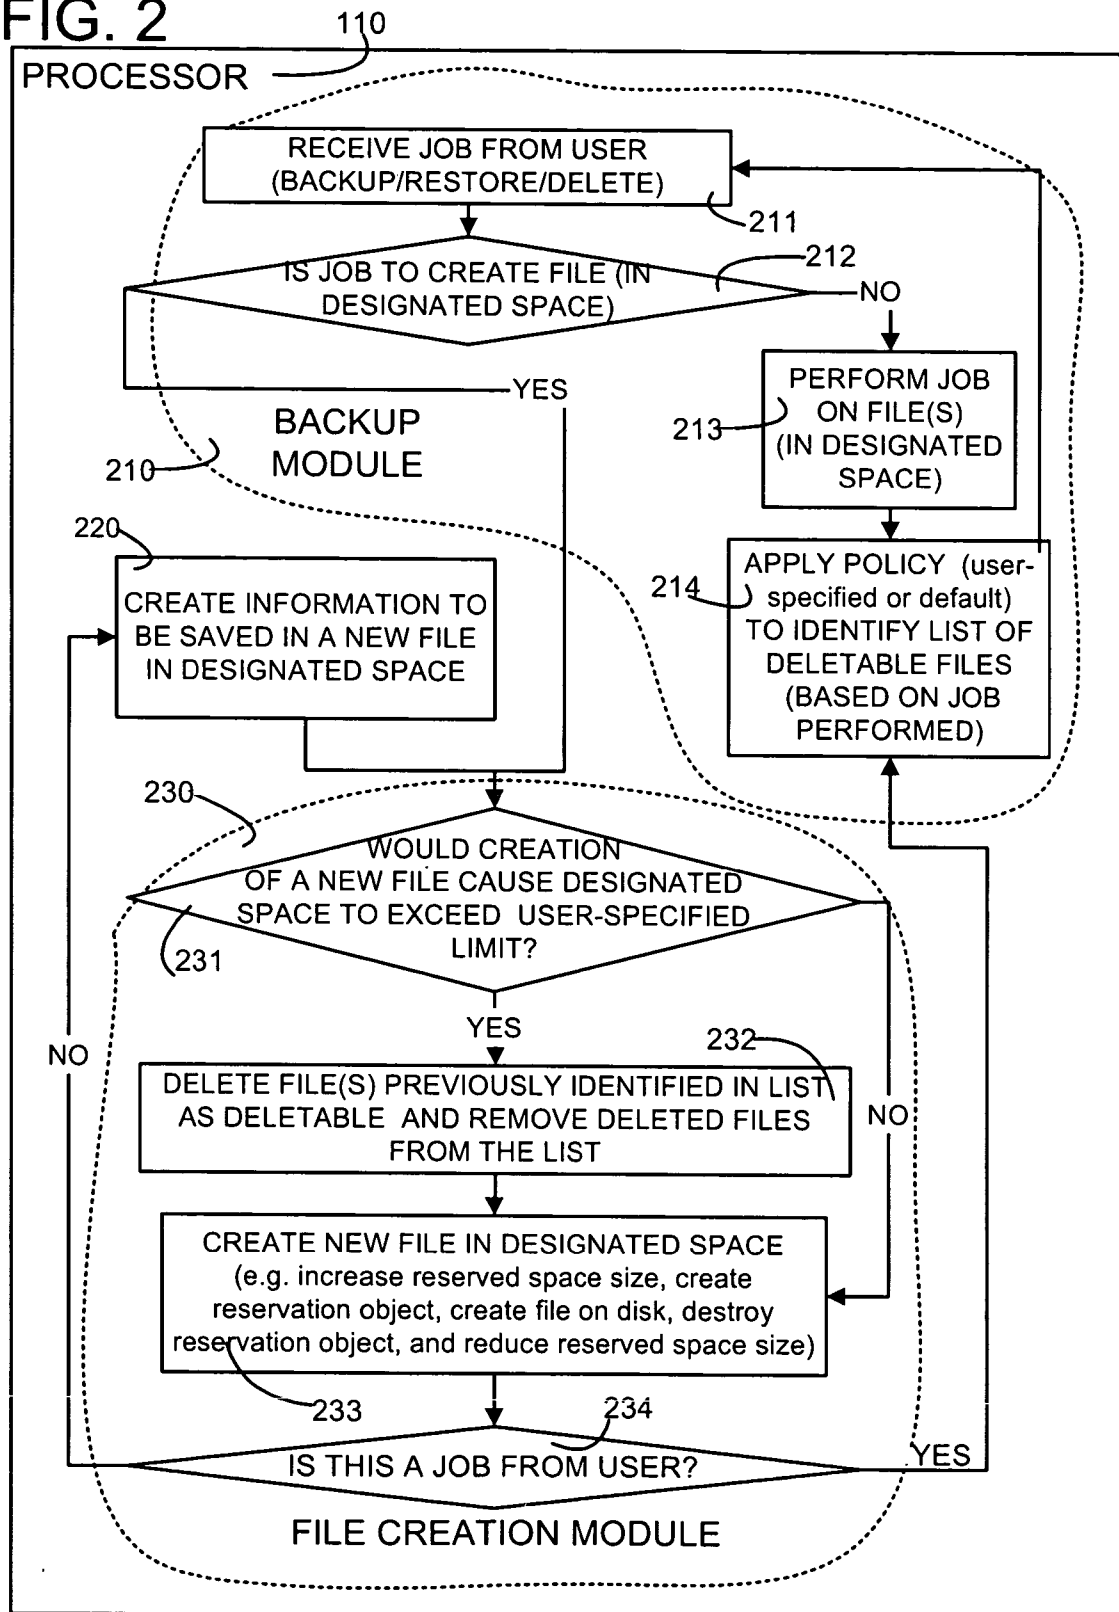 FIG. 2
110
PROCESSOR
RECEIVE JOB FROM USER
(BACKUP/RESTORE/DELETE)
211
IS JOB TO CREATE FILE (IN
DESIGNATED SPACE)
212
NO
YES
PERFORM JOB
ON FILE(S)
(IN DESIGNATED
SPACE)
213
BACKUP
MODULE
210
220
CREATE INFORMATION TO
BE SAVED IN A NEW FILE
IN DESIGNATED SPACE
APPLY POLICY (user-
specified or default)
TO IDENTIFY LIST OF
DELETABLE FILES
(BASED ON JOB
PERFORMED)
214
230
WOULD CREATION
OF A NEW FILE CAUSE DESIGNATED
SPACE TO EXCEED USER-SPECIFIED
LIMIT?
231
YES
NO
232
DELETE FILE(S) PREVIOUSLY IDENTIFIED IN LIST
AS DELETABLE AND REMOVE DELETED FILES
FROM THE LIST
NO
CREATE NEW FILE IN DESIGNATED SPACE
(e.g. increase reserved space size, create
reservation object, create file on disk, destroy
reservation object, and reduce reserved space size)
233
234
IS THIS A JOB FROM USER?
YES
FILE CREATION MODULE